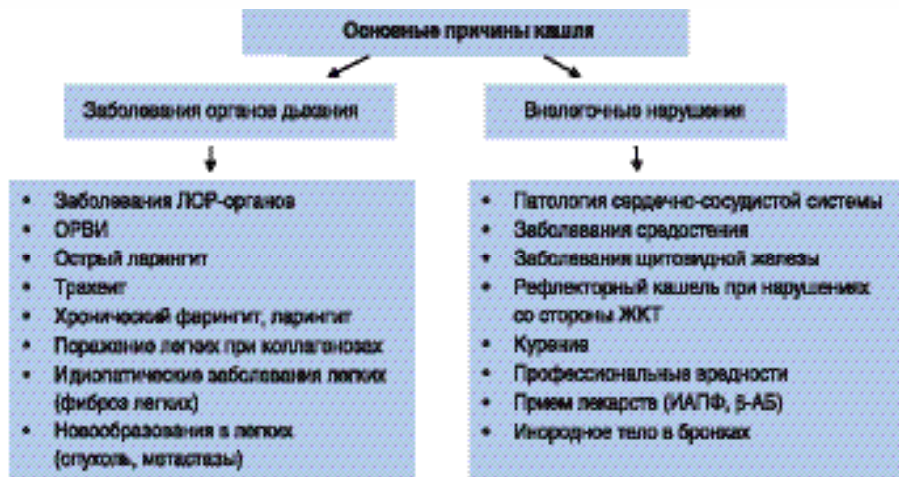 Основные причины кашля
Заболевания органов дыхания
Внелегочные нарушения
• Заболевания ЛОР-органов
• ОРВИ
• Острый ларингит
• Трахеит
• Хронический фарингит, ларингит
• Поражение легких при коллагенозах
• Идиопатические заболевания легких
(фиброз легких)
• Новообразования в легких
(опухоль, метастазы)
• Патология сердечно-сосудистой системы
• Заболевания средостения
• Заболевания щитовидной железы
• Рефлекторный кашель при нарушениях
со стороны ЖКТ
• Курение
• Профессиональные вредности
• Прием лекарств (ИАПФ, β-АБ)
• Инородное тело в бронхах